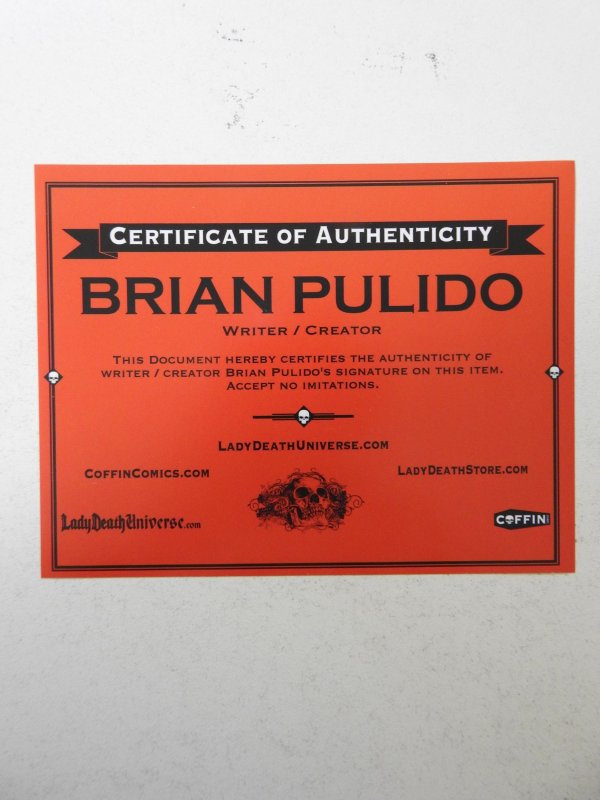 CERTIFICATE OF AUTHENTICITY
BRIAN PULIDO
WRITER / CREATOR
THIS DOCUMENT HEREBY CERTIFIES THE AUTHENTICITY OF
WRITER / CREATOR BRIAN PULIDO'S SIGNATURE ON THIS ITEM.
ACCEPT NO IMITATIONS.
LADYDEATHUNIVERSE.COM
COFFINCOMICS.COM
LADYDEATHSTORE.COM
LadyDeathUniverse.com
COFFIN